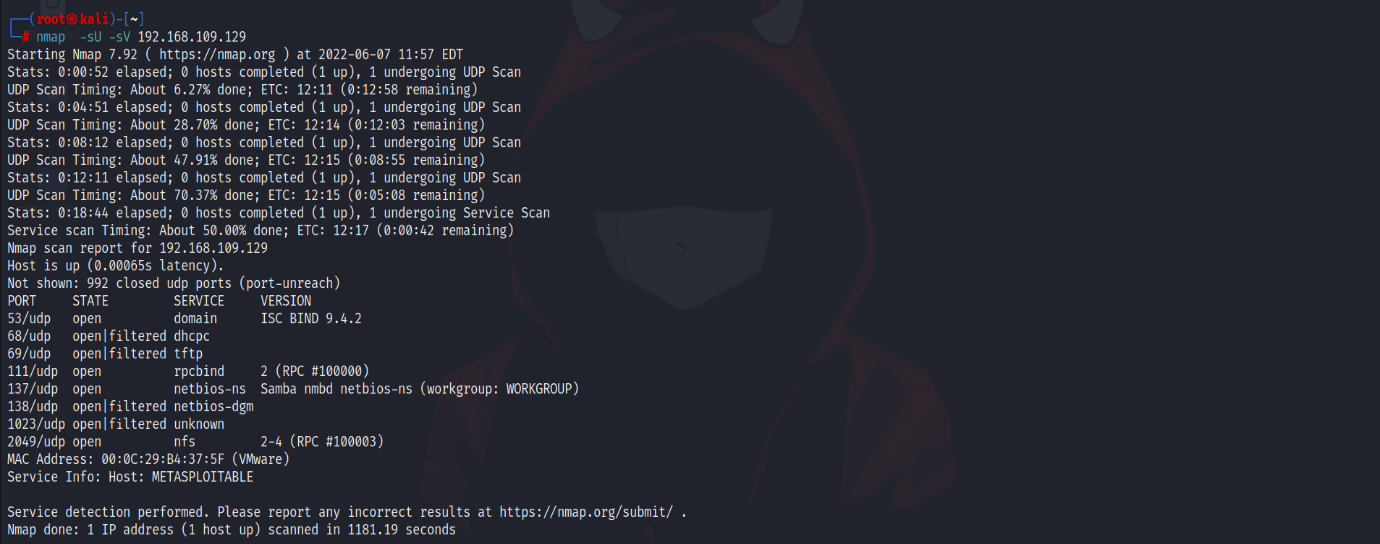 ┌──(root㉿kali)-[~]
└─# nmap -sU -sV 192.168.109.129
Starting Nmap 7.92 ( https://nmap.org ) at 2022-06-07 11:57 EDT
Stats: 0:00:52 elapsed; 0 hosts completed (1 up), 1 undergoing UDP Scan
UDP Scan Timing: About 6.27% done; ETC: 12:11 (0:12:58 remaining)
Stats: 0:04:51 elapsed; 0 hosts completed (1 up), 1 undergoing UDP Scan
UDP Scan Timing: About 28.70% done; ETC: 12:14 (0:12:03 remaining)
Stats: 0:08:12 elapsed; 0 hosts completed (1 up), 1 undergoing UDP Scan
UDP Scan Timing: About 47.91% done; ETC: 12:15 (0:08:55 remaining)
Stats: 0:12:11 elapsed; 0 hosts completed (1 up), 1 undergoing UDP Scan
UDP Scan Timing: About 70.37% done; ETC: 12:15 (0:05:08 remaining)
Stats: 0:18:44 elapsed; 0 hosts completed (1 up), 1 undergoing Service Scan
Service scan Timing: About 50.00% done; ETC: 12:17 (0:00:42 remaining)
Nmap scan report for 192.168.109.129
Host is up (0.00065s latency).
Not shown: 992 closed udp ports (port-unreach)
PORT     STATE         SERVICE     VERSION
53/udp   open          domain      ISC BIND 9.4.2
68/udp   open|filtered dhcpc
69/udp   open|filtered tftp
111/udp  open          rpcbind     2 (RPC #100000)
137/udp  open          netbios-ns  Samba nmbd netbios-ns (workgroup: WORKGROUP)
138/udp  open|filtered netbios-dgm
1023/udp open|filtered unknown
2049/udp open          nfs         2-4 (RPC #100003)
MAC Address: 00:0C:29:B4:37:5F (VMware)
Service Info: Host: METASPLOITABLE

Service detection performed. Please report any incorrect results at https://nmap.org/submit/ .
Nmap done: 1 IP address (1 host up) scanned in 1181.19 seconds